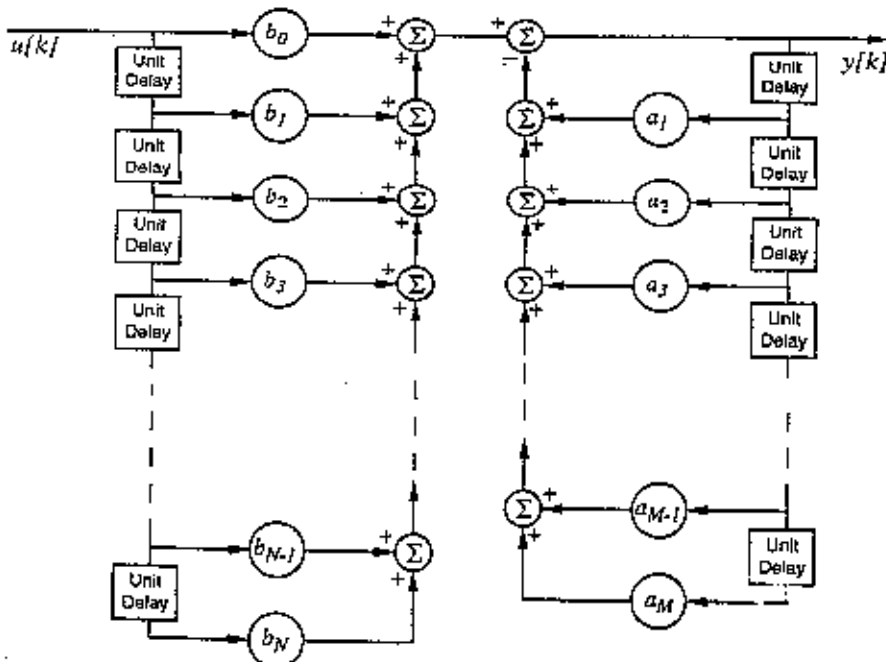 u[k]
b0
+
Σ
+
+
Σ
−
y[k]
Unit
Delay
Unit
Delay
b1
+
Σ
+
+
Σ
+
a1
Unit
Delay
Unit
Delay
b2
+
Σ
+
Σ
+
+
a2
Unit
Delay
Unit
Delay
b3
+
Σ
+
+
Σ
+
a3
Unit
Delay
Unit
Delay
+
Σ
+
aM-1
bN-1
+
Σ
+
Unit
Delay
Unit
Delay
aM
bN